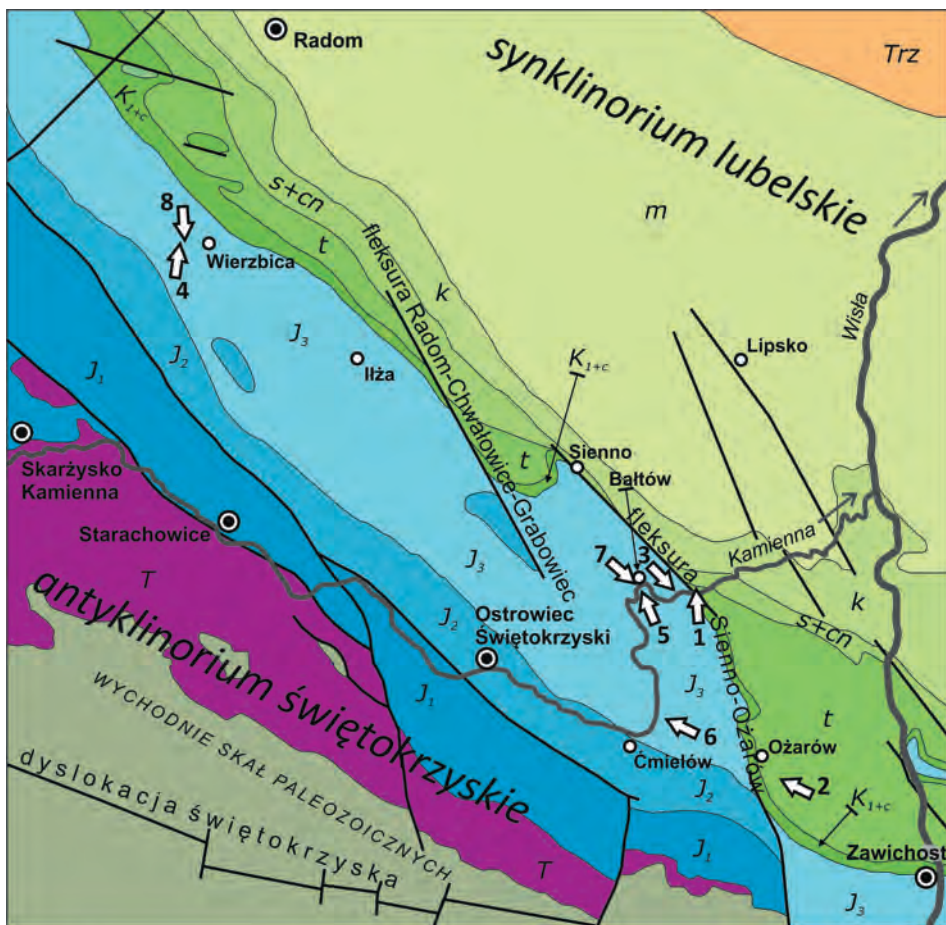 Radom
Trz
synklinorium lubelskie
K1+c
s+cn
t
fleksura Radom-Chwałowice-Grabowiec
k
m
8
Wierzbica
4
J3
J2
J1
Iłża
Lipsko
Wisła
K1+c
Sienno
t
Bałtów
fleksura Sienno-Ożarów
Kamienna
Skarżysko
Kamienna
Starachowice
J3
7
3
5
1
k
s+cn
T
antyklinorium świętokrzyskie
J2
Ostrowiec
Świętokrzyski
J1
J3
6
t
Ożarów
2
Ćmielów
WYCHODNIE SKAŁ PALEOZOICZNYCH
dyslokacja świętokrzyska
J2
K1+c
J1
Zawichost
T
J3